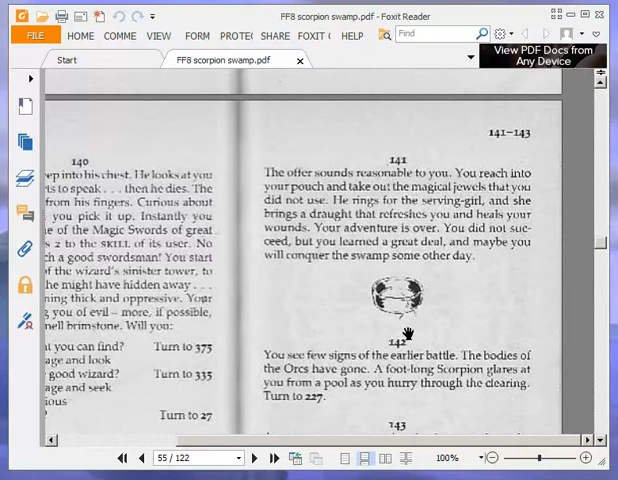 FF8 scorpion swamp.pdf - Foxit Reader
FILE
HOME
COMME
VIEW
FORM
PROTE
SHARE
FOXIT C
HELP
Find
Start
FF8 scorpion swamp.pdf
View PDF Docs from
Any Device
140
ep into his chest. He looks at you
ts to speak . . . then he dies. The
from his fingers. Curious about
you pick it up. Instantly you
e of the Magic Swords of great
s 2 to the SKILL of its user. No
ch a good swordsman! You start
of the wizard's sinister tower, to
he might have hidden away . . .
ning thick and oppressive. Your
g you of evil – more, if possible,
nell brimstone. Will you:
at you can find? Turn to 375
age and look
good wizard? Turn to 335
age and seek
ious
? Turn to 27
141–143
141
The offer sounds reasonable to you. You reach into
your pouch and take out the magical jewels that you
did not use. He rings for the serving-girl, and she
brings a draught that refreshes you and heals your
wounds. Your adventure is over. You did not suc-
ceed, but you learned a great deal, and maybe you
will conquer the swamp some other day.
142
You see few signs of the earlier battle. The bodies of
the Orcs have gone. A foot-long Scorpion glares at
you from a pool as you hurry through the clearing.
Turn to 227.
143
55 / 122
100%